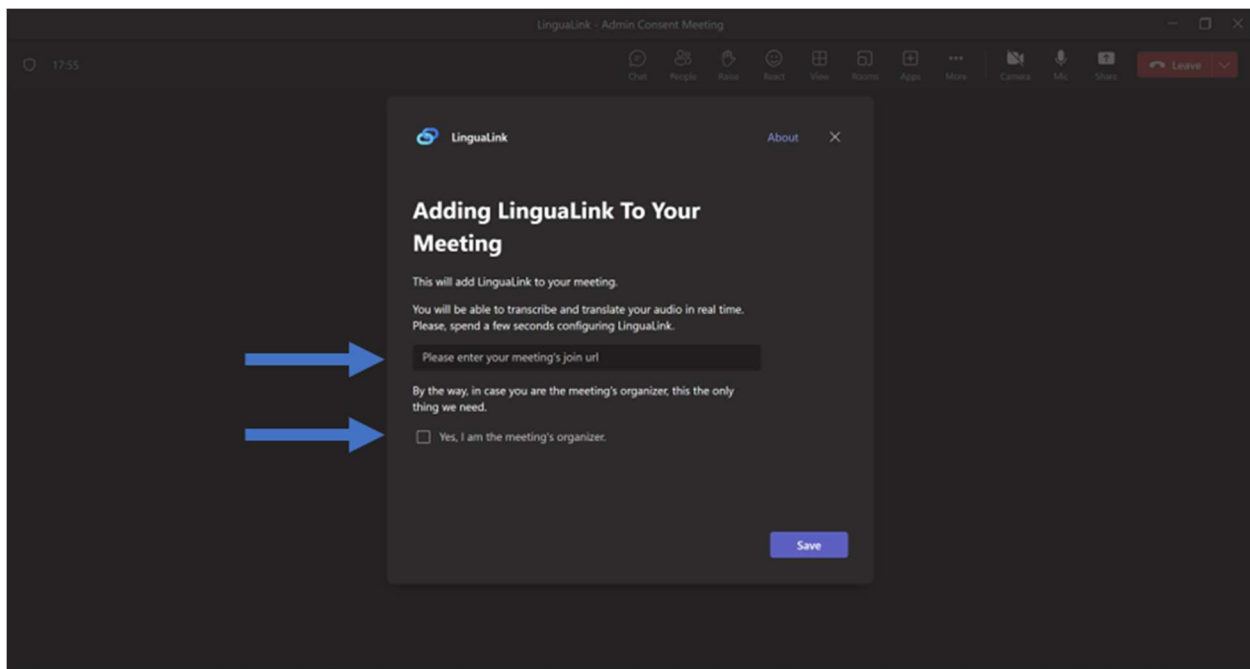 LinguaLink - Admin Consent Meeting
17:55
Chat People Raise React View Rooms Apps More Camera Mic Share Leave
LinguaLink About
Adding LinguaLink To Your
Meeting
This will add LinguaLink to your meeting.
You will be able to transcribe and translate your audio in real time.
Please, spend a few seconds configuring LinguaLink.
Please enter your meeting's join url
By the way, in case you are the meeting's organizer, this the only
thing we need.
Yes, I am the meeting's organizer.
Save